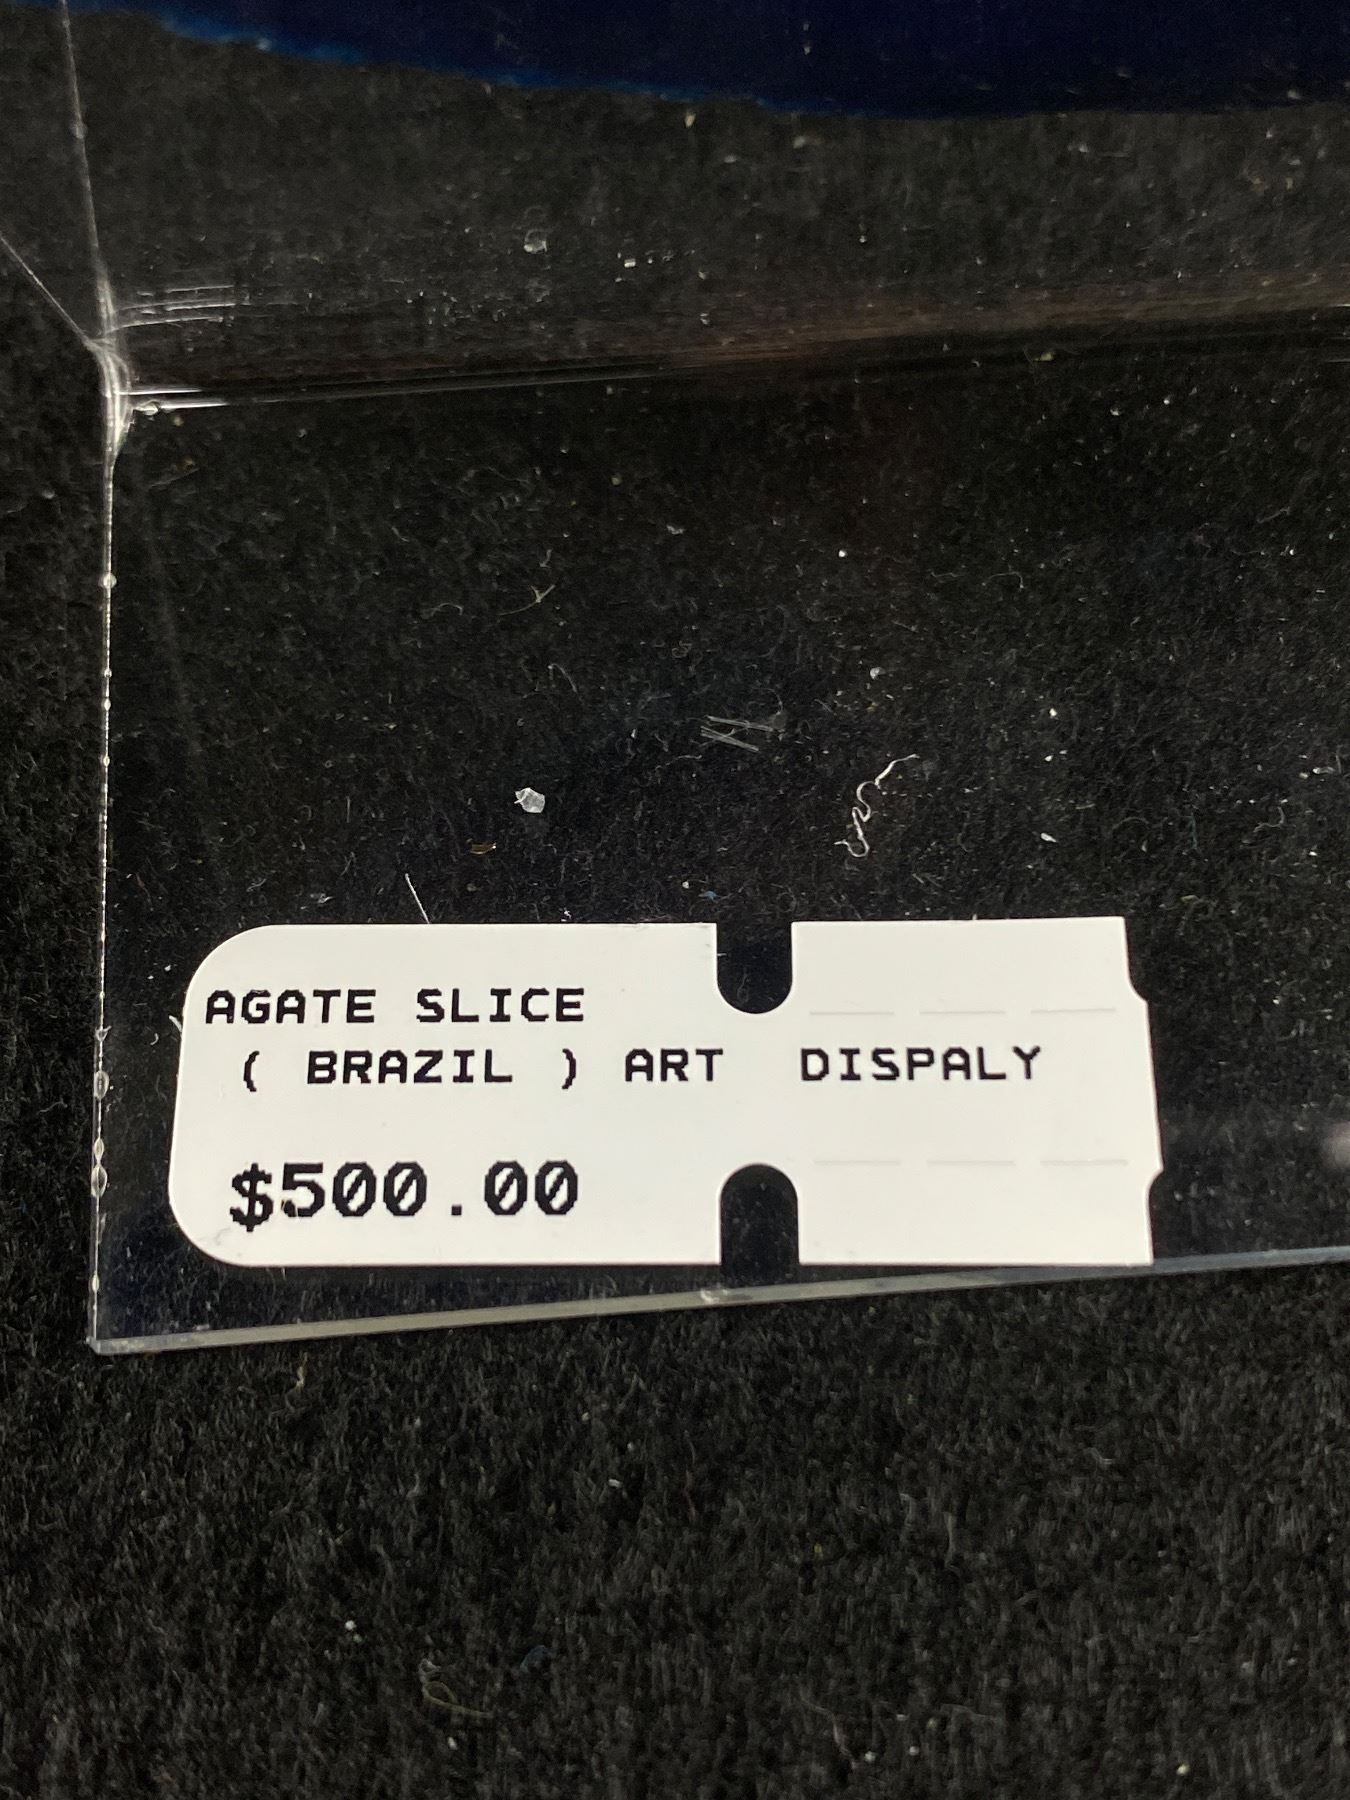 AGATE SLICE
( BRAZIL ) ART DISPALY
$500.00